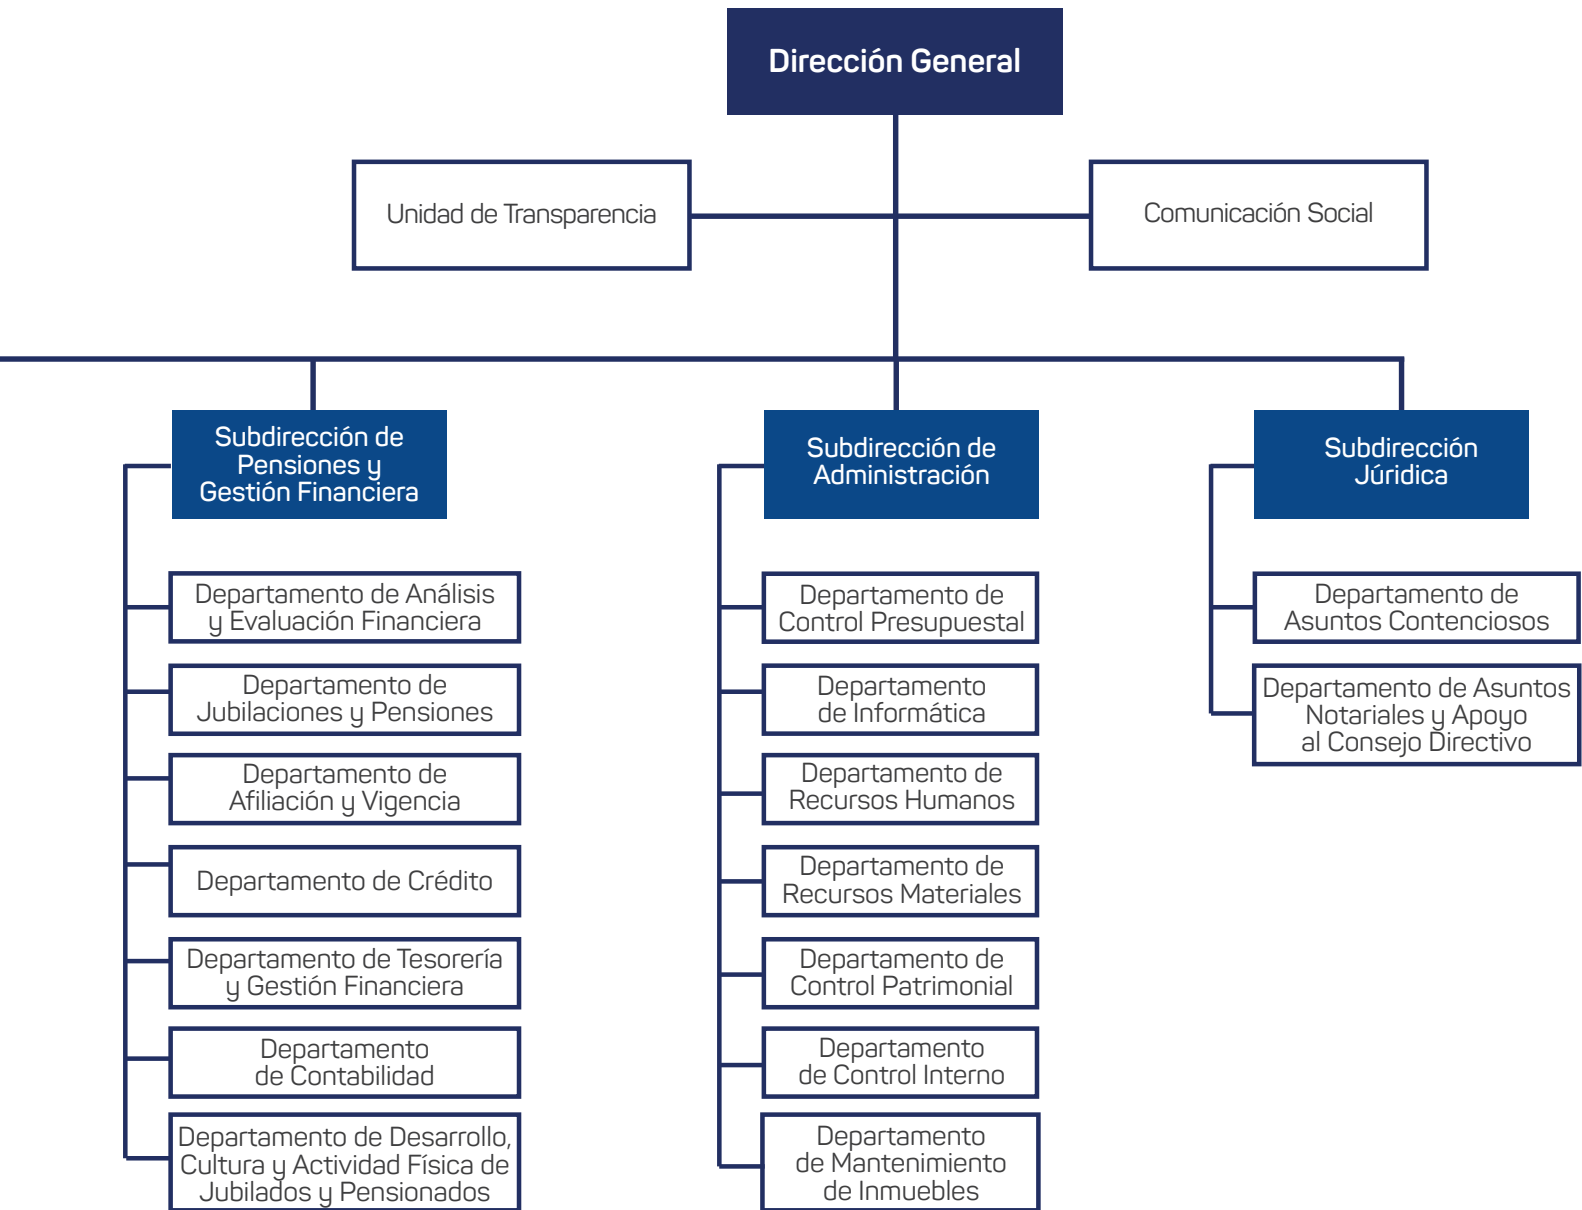 Dirección General
Unidad de Transparencia
Comunicación Social
Subdirección de
Pensiones y
Gestión Financiera
Departamento de Análisis
y Evaluación Financiera
Departamento de
Jubilaciones y Pensiones
Departamento de
Afiliación y Vigencia
Departamento de Crédito
Departamento de Tesorería
y Gestión Financiera
Departamento
de Contabilidad
Departamento de Desarrollo,
Cultura y Actividad Física de
Jubilados y Pensionados
Subdirección de
Administración
Departamento de
Control Presupuestal
Departamento
de Informática
Departamento de
Recursos Humanos
Departamento de
Recursos Materiales
Departamento de
Control Patrimonial
Departamento
de Control Interno
Departamento
de Mantenimiento
de Inmuebles
Subdirección
Júridica
Departamento de
Asuntos Contenciosos
Departamento de Asuntos
Notariales y Apoyo
al Consejo Directivo